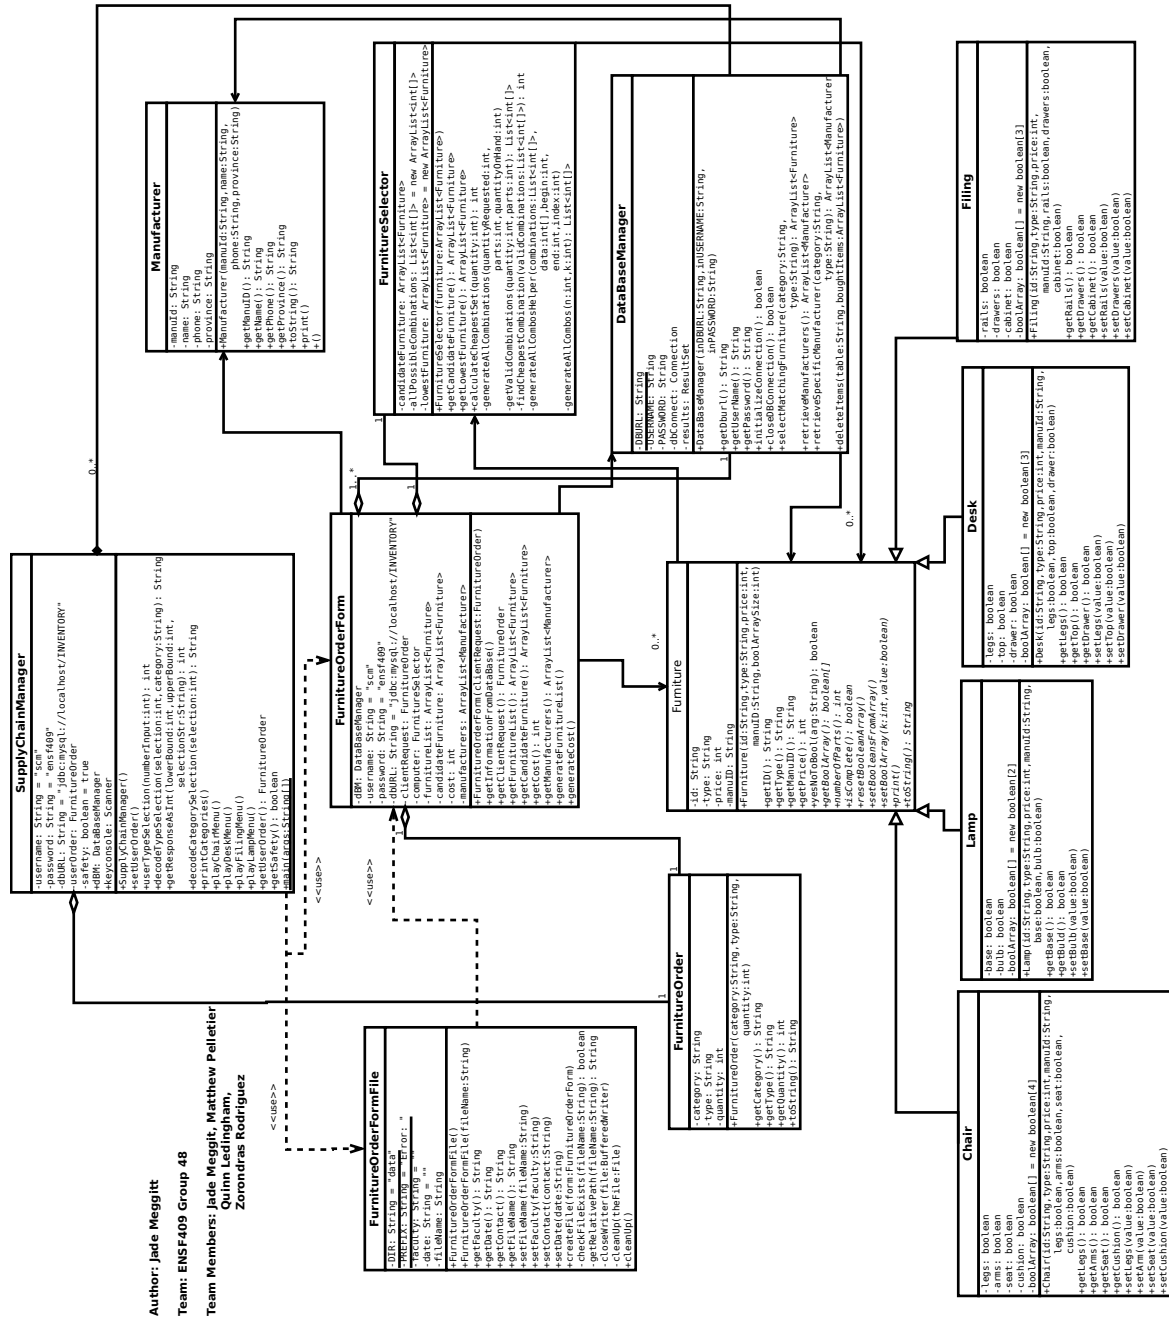 Author: Jade Meggitt
Team: ENSF409 Group 48
Team Members: Jade Meggit, Matthew Pelletier
Quinn Ledingham,
Zorondras Rodriguez
SupplyChainManager
-username: String = "scm"
-password: String = "ensf409"
-dbURL: String = "jdbc:mysql://localhost/INVENTORY"
-userOrder: FurnitureOrder
-safety: boolean = true
+dBM: DataBaseManager
+keyconsole: Scanner
+SupplyChainManager()
+setUserOrder()
+userTypeSelection(numberInput:int): int
+decodeTypeSelection(selection:int,category:String): String
+getResponseAsInt(lowerBound:int,upperBound:int,
selectionStr:String): int
+decodeCategorySelection(selection:int): String
+printCategories()
+playChairMenu()
+playDeskMenu()
+playFilingMenu()
+playLampMenu()
+getUserOrder(): FurnitureOrder
+getSafety(): boolean
+main(args:String[])
0..*
Manufacturer
-manuId: String
-name: String
-phone: String
-province: String
+Manufacturer(manuId:String,name:String,
phone:String,province:String)
+getManuID(): String
+getName(): String
+getPhone(): String
+getProvince(): String
+toString(): String
+print()
+()
<<use>>
<<use>>
<<use>>
FurnitureOrderFormFile
-DIR: String = "data"
-PREFIX: String = "Error: "
-faculty: String = ""
-date: String = ""
-fileName: String
+FurnitureOrderFormFile()
+FurnitureOrderFormFile(fileName:String)
+getFaculty(): String
+getDate(): String
+getContact(): String
+getFileName(): String
+setFileName(fileName:String)
+setFaculty(faculty:String)
+setContact(contact:String)
+setDate(date:String)
+createFile(form:FurnitureOrderForm)
-checkFileExists(fileName:String): boolean
-getRelativePath(fileName:String): String
-closeWriter(file:BufferedWriter)
-cleanUp(theFile:File)
+cleanUp()
FurnitureOrderForm
-dBM: DataBaseManager
-username: String = "scm"
-password: String = "ensf409"
-dbURL: String = "jdbc:mysql://localhost/INVENTORY"
-clientRequest: FurnitureOrder
-computer: FurnitureSelector
-furnitureList: ArrayList<Furniture>
-candidateFurniture: ArrayList<Furniture>
-cost: int
-manufacturers: ArrayList<Manufacturer>
+FurnitureOrderForm(clientRequest:FurnitureOrder)
+getInformationFromDataBase()
+getClientRequest(): FurnitureOrder
+getFurnitureList(): ArrayList<Furniture>
+getCandidateFurniture(): ArrayList<Furniture>
+getCost(): int
+getManufacturers(): ArrayList<Manufacturer>
+generateFurnitureList()
+generateCost()
1
1..*
1
1
FurnitureSelector
-candidateFurniture: ArrayList<Furniture>
-allPossibleCombinations: List<int[]> = new ArrayList<int[]>
-lowestFurniture: ArrayList<Furniture> = new ArrayList<Furniture>
+FurnitureSelector(furniture:ArrayList<Furniture>)
+getCandidateFurniture(): ArrayList<Furniture>
+getLowestFurniture(): ArrayList<Furniture>
+calculateCheapestSet(quantity:int): int
-generateAllCombinations(quantityRequested:int,
parts:int,quantityOnHand:int)
-getValidCombinations(quantity:int,parts:int): List<int[]>
-findCheapestCombination(validCombinations:List<int[]>): int
-generateAllCombosHelper(combinations:List<int[]>,
data:int[],begin:int,
end:int,index:int)
-generateAllCombos(n:int,k:int): List<int[]>
DataBaseManager
-DBURL: String
-USERNAME: String
-PASSWORD: String
-dbConnect: Connection
-results: ResultSet
+DataBaseManager(inDBURL:String,inUSERNAME:String,
inPASSWORD:String)
+getDburl(): String
+getUserName(): String
+getPassword(): String
+initializeConnection(): boolean
+closeDBConnection(): boolean
+selectMatchingFurniture(category:String,
type:String): ArrayList<Furniture>
+retrieveManufacturers(): ArrayList<Manufacturer>
+retrieveSpecificManufacturer(category:String,
type:String): ArrayList<Manufacturer
+deleteItems(table:String,boughtItems:ArrayList<Furniture>)
1
0..*
FurnitureOrder
-category: String
-type: String
-quantity: int
+FurnitureOrder(category:String,type:String,
quantity:int)
+getCategory(): String
+getType(): String
+getQuantity(): int
+toString(): String
1
1
Furniture
-id: String
-type: String
-price: int
-manuID: String
+Furniture(id:String,type:String,price:int,
manuID:String,boolArraySize:int)
+getID(): String
+getType(): String
+getManuID(): String
+getPrice(): int
+yesNoToBool(arg:String): boolean
+getBoolArray(): boolean[]
+numberOfParts(): int
+isComplete(): boolean
+resetBooleanArray()
+setBooleansFromArray()
+setBoolArray(k:int,value:boolean)
+print()
+toString(): String
0..*
Chair
-legs: boolean
-arms: boolean
-seat: boolean
-cushion: boolean
-boolArray: boolean[] = new boolean[4]
+Chair(id:String,type:String,price:int,manuId:String,
legs:boolean,arms:boolean,seat:boolean,
cushion:boolean)
+getLegs(): boolean
+getArms(): boolean
+getSeat(): boolean
+getCushion(): boolean
+setLegs(value:boolean)
+setArm(value:boolean)
+setSeat(value:boolean)
+setCushion(value:boolean)
Lamp
-base: boolean
-bulb: boolean
-boolArray: boolean[] = new boolean[2]
+Lamp(id:String,type:String,price:int,manuId:String,
base:boolean,bulb:boolean)
+getBase(): boolean
+getBuld(): boolean
+setBulb(value:boolean)
+setBase(value:boolean)
Desk
-legs: boolean
-top: boolean
-drawer: boolean
-boolArray: boolean[] = new boolean[3]
+Desk(id:String,type:String,price:int,manuId:String,
legs:boolean,top:boolean,drawer:boolean)
+getLegs(): boolean
+getTop(): boolean
+getDrawer(): boolean
+setLegs(value:boolean)
+setTop(value:boolean)
+setDrawer(value:boolean)
Filing
-rails: boolean
-drawers: boolean
-cabinet: boolean
-boolArray: boolean[] = new boolean[3]
+Filing(id:String,type:String,price:int,
manuId:String,rails:boolean,drawers:boolean,
cabinet:boolean)
+getRails(): boolean
+getDrawers(): boolean
+getCabinet(): boolean
+setRails(value:boolean)
+setDrawers(value:boolean)
+setCabinet(value:boolean)